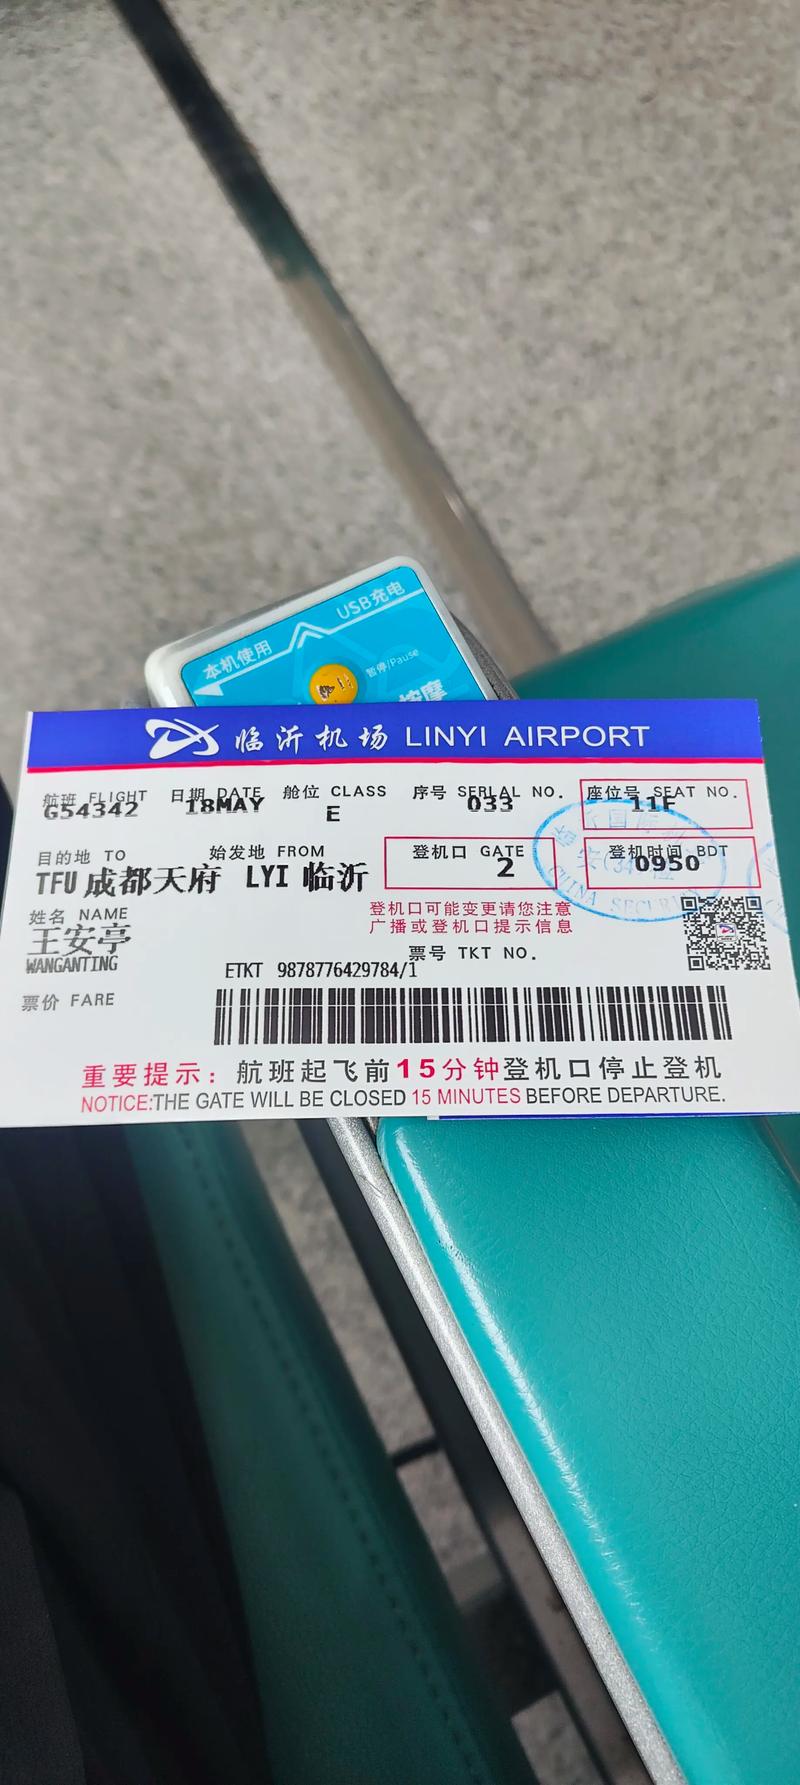 USB充电
本机使用
暂停/Pause
按摩
临沂机场 LINYI AIRPORT
航班 FLIGHT 日期 DATE 舱位 CLASS 序号 SERLAL NO. 座位号 SEAT NO.
G54342 18MAY E 033 11F
目的地 TO 始发地 FROM 登机口 GATE 登机时间 BDT
TFU 成都天府 LYI 临沂 2 0950
姓名 NAME
王安亭
WANGANTING
登机口可能变更请您注意
广播或登机口提示信息
票号 TKT NO.
ETKT 9878776429784/1
票价 FARE
CHINA SECURITY
重要提示：航班起飞前15分钟登机口停止登机
NOTICE:THE GATE WILL BE CLOSED 15 MINUTES BEFORE DEPARTURE.